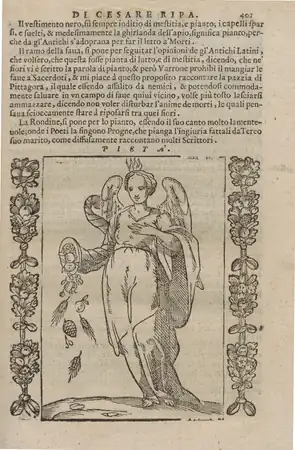 DI CESARE RIPA. 401
Il vestimento nero, fù sempre inditio di mestitia, e pianto, i capelli spar
si, e suelti, & medesimamente la ghirlanda dell'apio, significa pianto, per-
che da gl'Antichi s'adoprana per far il letto a' Morti.
Il ramo della faua, si pone per seguitar l'opinione de gl'Antichi Latini,
che volsero, che questa fosse pianta di lutto, e di mestitia, dicendo, che ne'
fiori vi è scritto la parola di pianto, & però Varrone prohibì il mangiar le
faue a' Sacerdoti, & mi piace à questo proposito raccontare la pazzia di
Pittagora, il quale essendo assalito da nemici, & potendosi commoda-
mente saluare in vn campo di faue quiui vicino, volse più tosto lasciarsi
ammazzare, dicendo non voler disturbar l'anime de morti, le quali pen-
saua scioccamente stare à riposarsi tra quei fiori.
La Rondine, si pone per lo pianto, essendo il suo canto molto lamente-
uole; onde i Poeti la fingono Progne, che pianga l'ingiuria fattali da Tereo
suo marito, come diffusamente raccontano molti Scrittori.
PIETA.